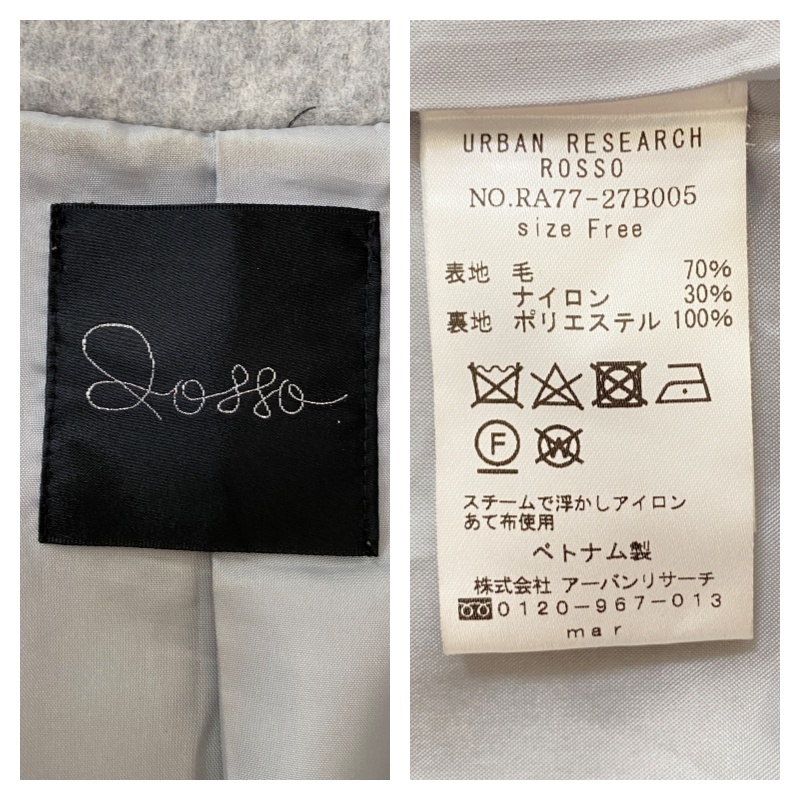 Rosso
URBAN RESEARCH
ROSSO
NO.RA77-27B005
size Free
表地 毛 70%
ナイロン 30%
裏地 ポリエステル 100%
F W
スチームで浮かしアイロン
あて布使用
ベトナム製
株式会社 アーバンリサーチ
0120-967-013
mar